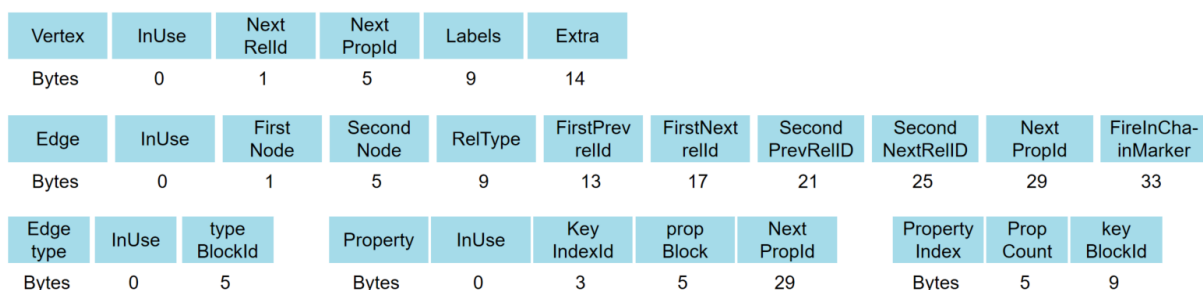 Vertex InUse Next RelId Next PropId Labels Extra
Bytes 0 1 5 9 14
Edge InUse First Node Second Node RelType FirstPrev relId FirstNext relId Second PrevRelID Second NextRelID Next PropId FireInCha-inMarker
Bytes 0 1 5 9 13 17 21 25 29 33
Edge type InUse type BlockId Property InUse Key IndexId prop Block Next PropId Property Index Prop Count key BlockId
Bytes 0 5 Bytes 0 3 5 29 Bytes 5 9